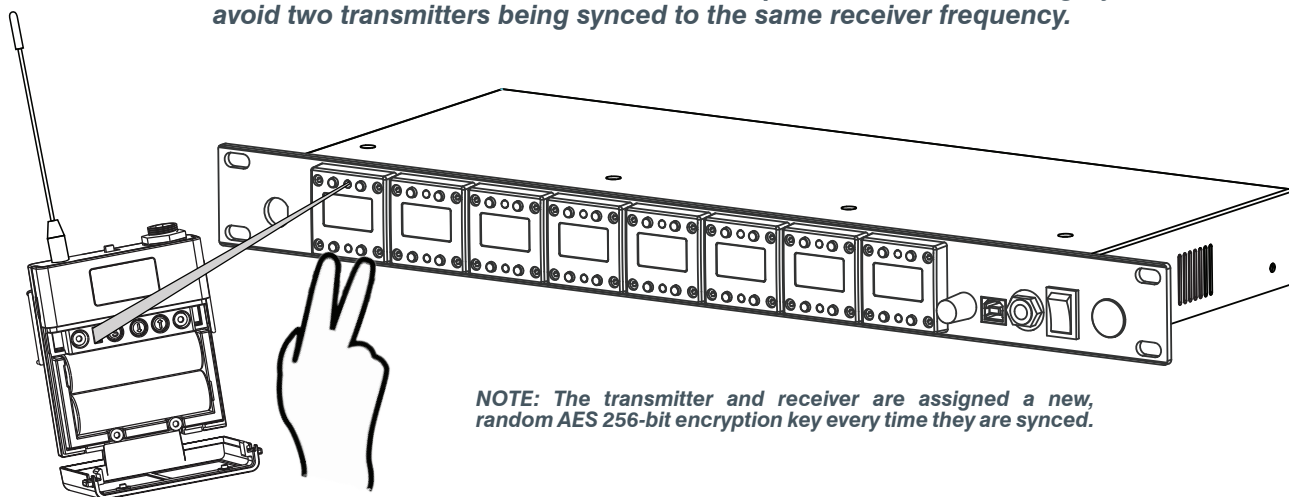 avoid two transmitters being synced to the same receiver frequency.
NOTE: The transmitter and receiver are assigned a new,
random AES 256-bit encryption key every time they are synced.